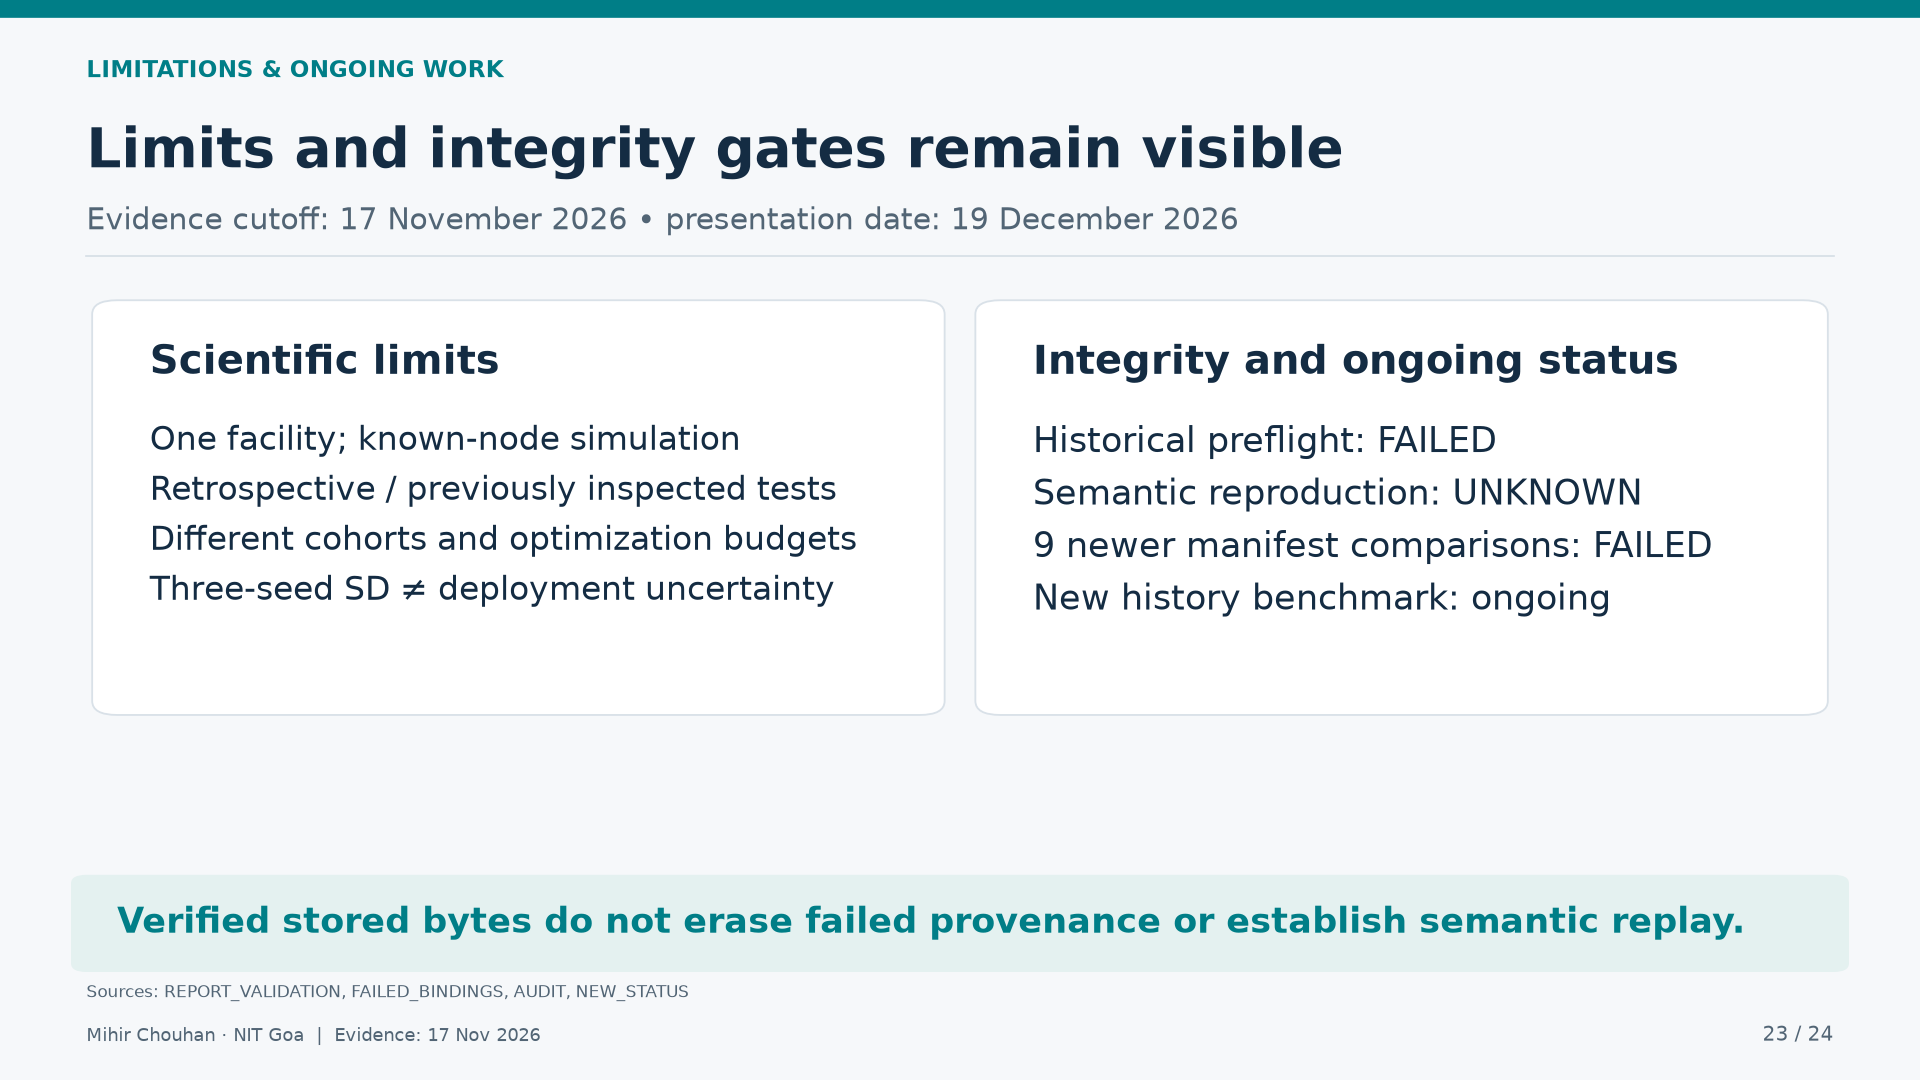 LIMITATIONS & ONGOING WORK
Limits and integrity gates remain visible
Evidence cutoff: 17 November 2026 • presentation date: 19 December 2026
Scientific limits
One facility; known-node simulation
Retrospective / previously inspected tests
Different cohorts and optimization budgets
Three-seed SD ≠ deployment uncertainty
Integrity and ongoing status
Historical preflight: FAILED
Semantic reproduction: UNKNOWN
9 newer manifest comparisons: FAILED
New history benchmark: ongoing
Verified stored bytes do not erase failed provenance or establish semantic replay.
Sources: REPORT_VALIDATION, FAILED_BINDINGS, AUDIT, NEW_STATUS
Mihir Chouhan · NIT Goa | Evidence: 17 Nov 2026
23 / 24